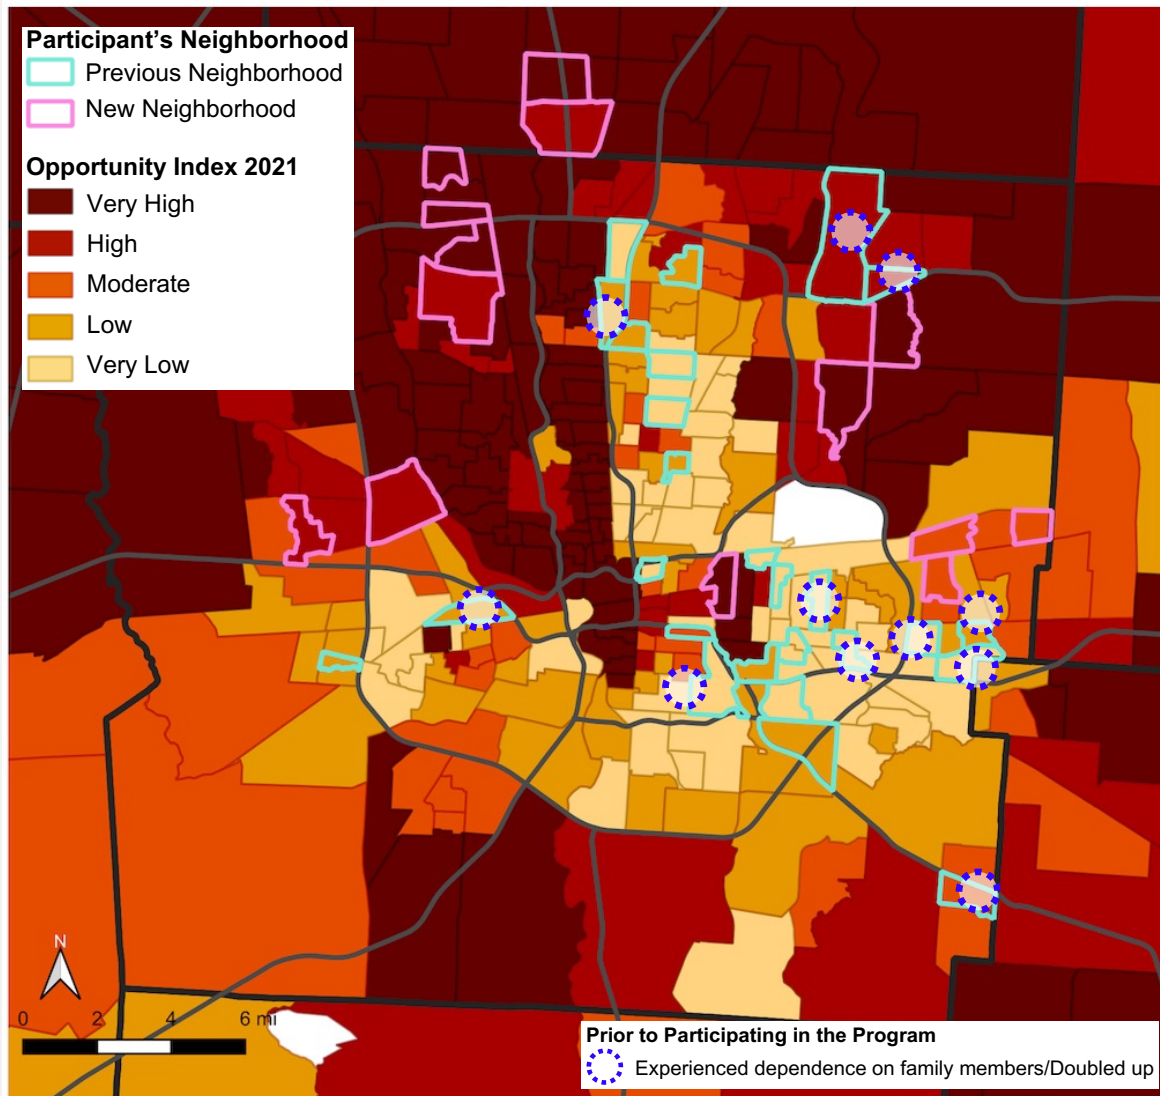 Participant's Neighborhood
Previous Neighborhood
New Neighborhood
Opportunity Index 2021
Very High
High
Moderate
Low
Very Low
N
0 2 4 6 mi
Prior to Participating in the Program
Experienced dependence on family members/Doubled up